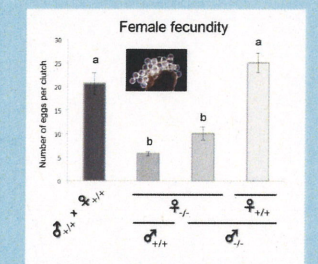 Female fecundity
Number of eggs per clutch
30
25
20
15
10
5
0
a
b
b
a
♂+/+ + ♀+/+
♀-/-
♀+/+
♂+/+
♂-/-